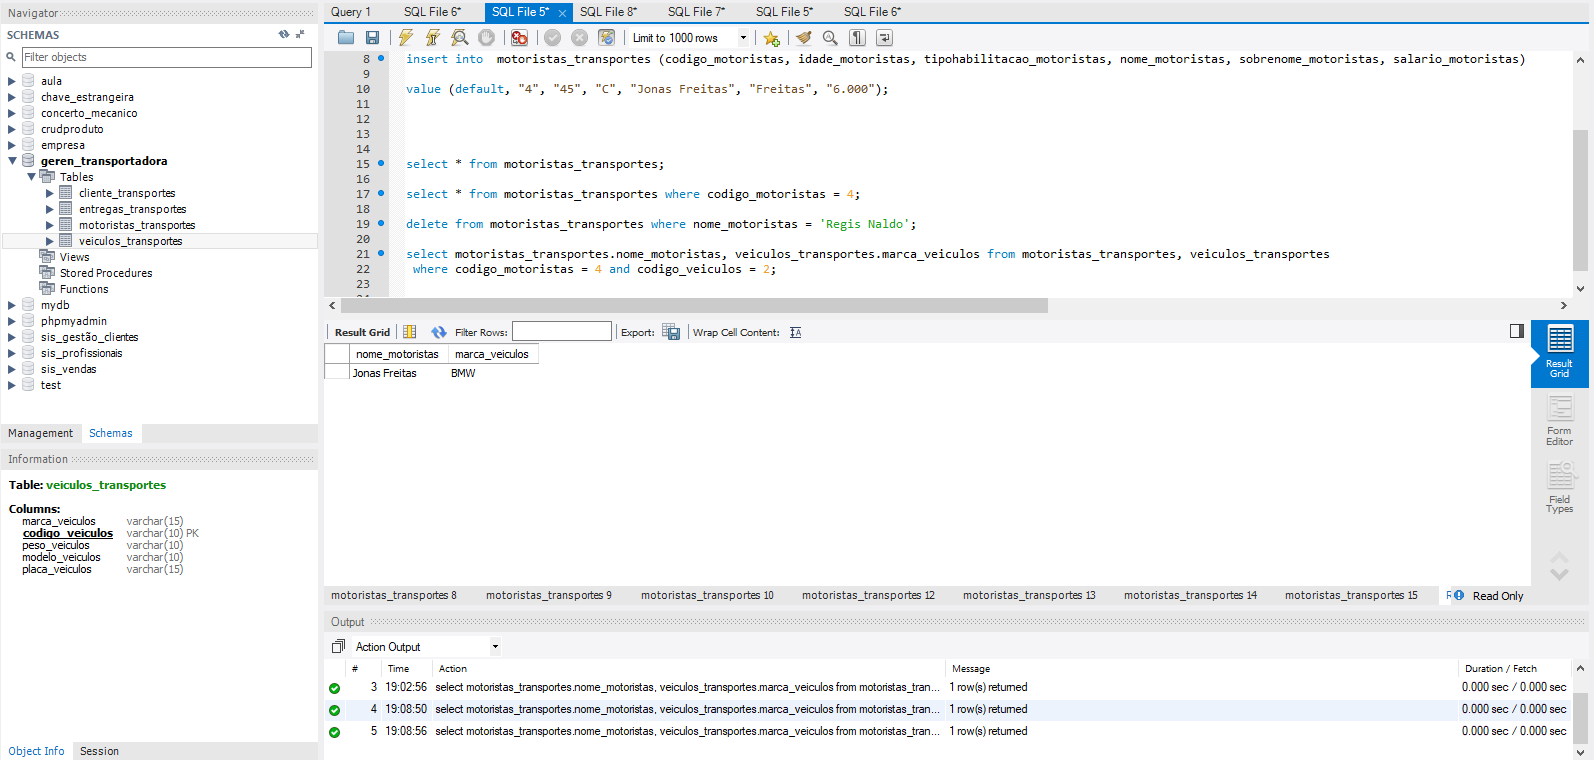 Navigator
SCHEMAS
Filter objects
aula
chave_estrangeira
concerto_mecanico
crudproduto
empresa
geren_transportadora
Tables
cliente_transportes
entregas_transportes
motoristas_transportes
veiculos_transportes
Views
Stored Procedures
Functions
mydb
phpmyadmin
sis_gestão_clientes
sis_profissionais
sis_vendas
test
Management Schemas
Information
Table: veiculos_transportes
Columns:
marca_veiculos varchar(15)
codigo_veiculos varchar(10) PK
peso_veiculos varchar(10)
modelo_veiculos varchar(10)
placa_veiculos varchar(15)
Object Info Session
Query 1 SQL File 6* SQL File 5* SQL File 8* SQL File 7* SQL File 5* SQL File 6*
Limit to 1000 rows
8 insert into motoristas_transportes (codigo_motoristas, idade_motoristas, tipohabilitacao_motoristas, nome_motoristas, sobrenome_motoristas, salario_motoristas)
9
10 value (default, "4", "45", "C", "Jonas Freitas", "Freitas", "6.000");
11
12
13
14
15 select * from motoristas_transportes;
16
17 select * from motoristas_transportes where codigo_motoristas = 4;
18
19 delete from motoristas_transportes where nome_motoristas = 'Regis Naldo';
20
21 select motoristas_transportes.nome_motoristas, veiculos_transportes.marca_veiculos from motoristas_transportes, veiculos_transportes
22 where codigo_motoristas = 4 and codigo_veiculos = 2;
23
Result Grid Filter Rows: Export: Wrap Cell Content:
nome_motoristas marca_veiculos
Jonas Freitas BMW
Result Grid
Form Editor
Field Types
motoristas_transportes 8 motoristas_transportes 9 motoristas_transportes 10 motoristas_transportes 12 motoristas_transportes 13 motoristas_transportes 14 motoristas_transportes 15 Read Only
Output
Action Output
# Time Action Message Duration / Fetch
3 19:02:56 select motoristas_transportes.nome_motoristas, veiculos_transportes.marca_veiculos from motoristas_tran... 1 row(s) returned 0.000 sec / 0.000 sec
4 19:08:50 select motoristas_transportes.nome_motoristas, veiculos_transportes.marca_veiculos from motoristas_tran... 1 row(s) returned 0.000 sec / 0.000 sec
5 19:08:56 select motoristas_transportes.nome_motoristas, veiculos_transportes.marca_veiculos from motoristas_tran... 1 row(s) returned 0.000 sec / 0.000 sec